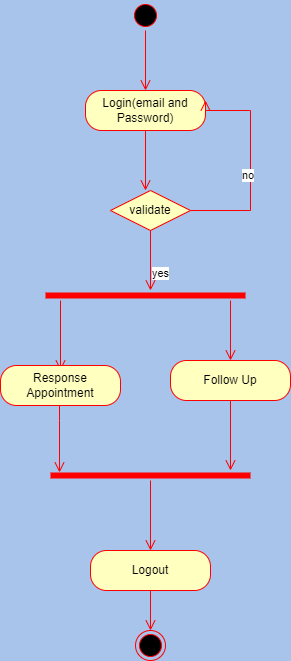 Login(email and
Password)
validate
no
yes
Response
Appointment
Follow Up
Logout